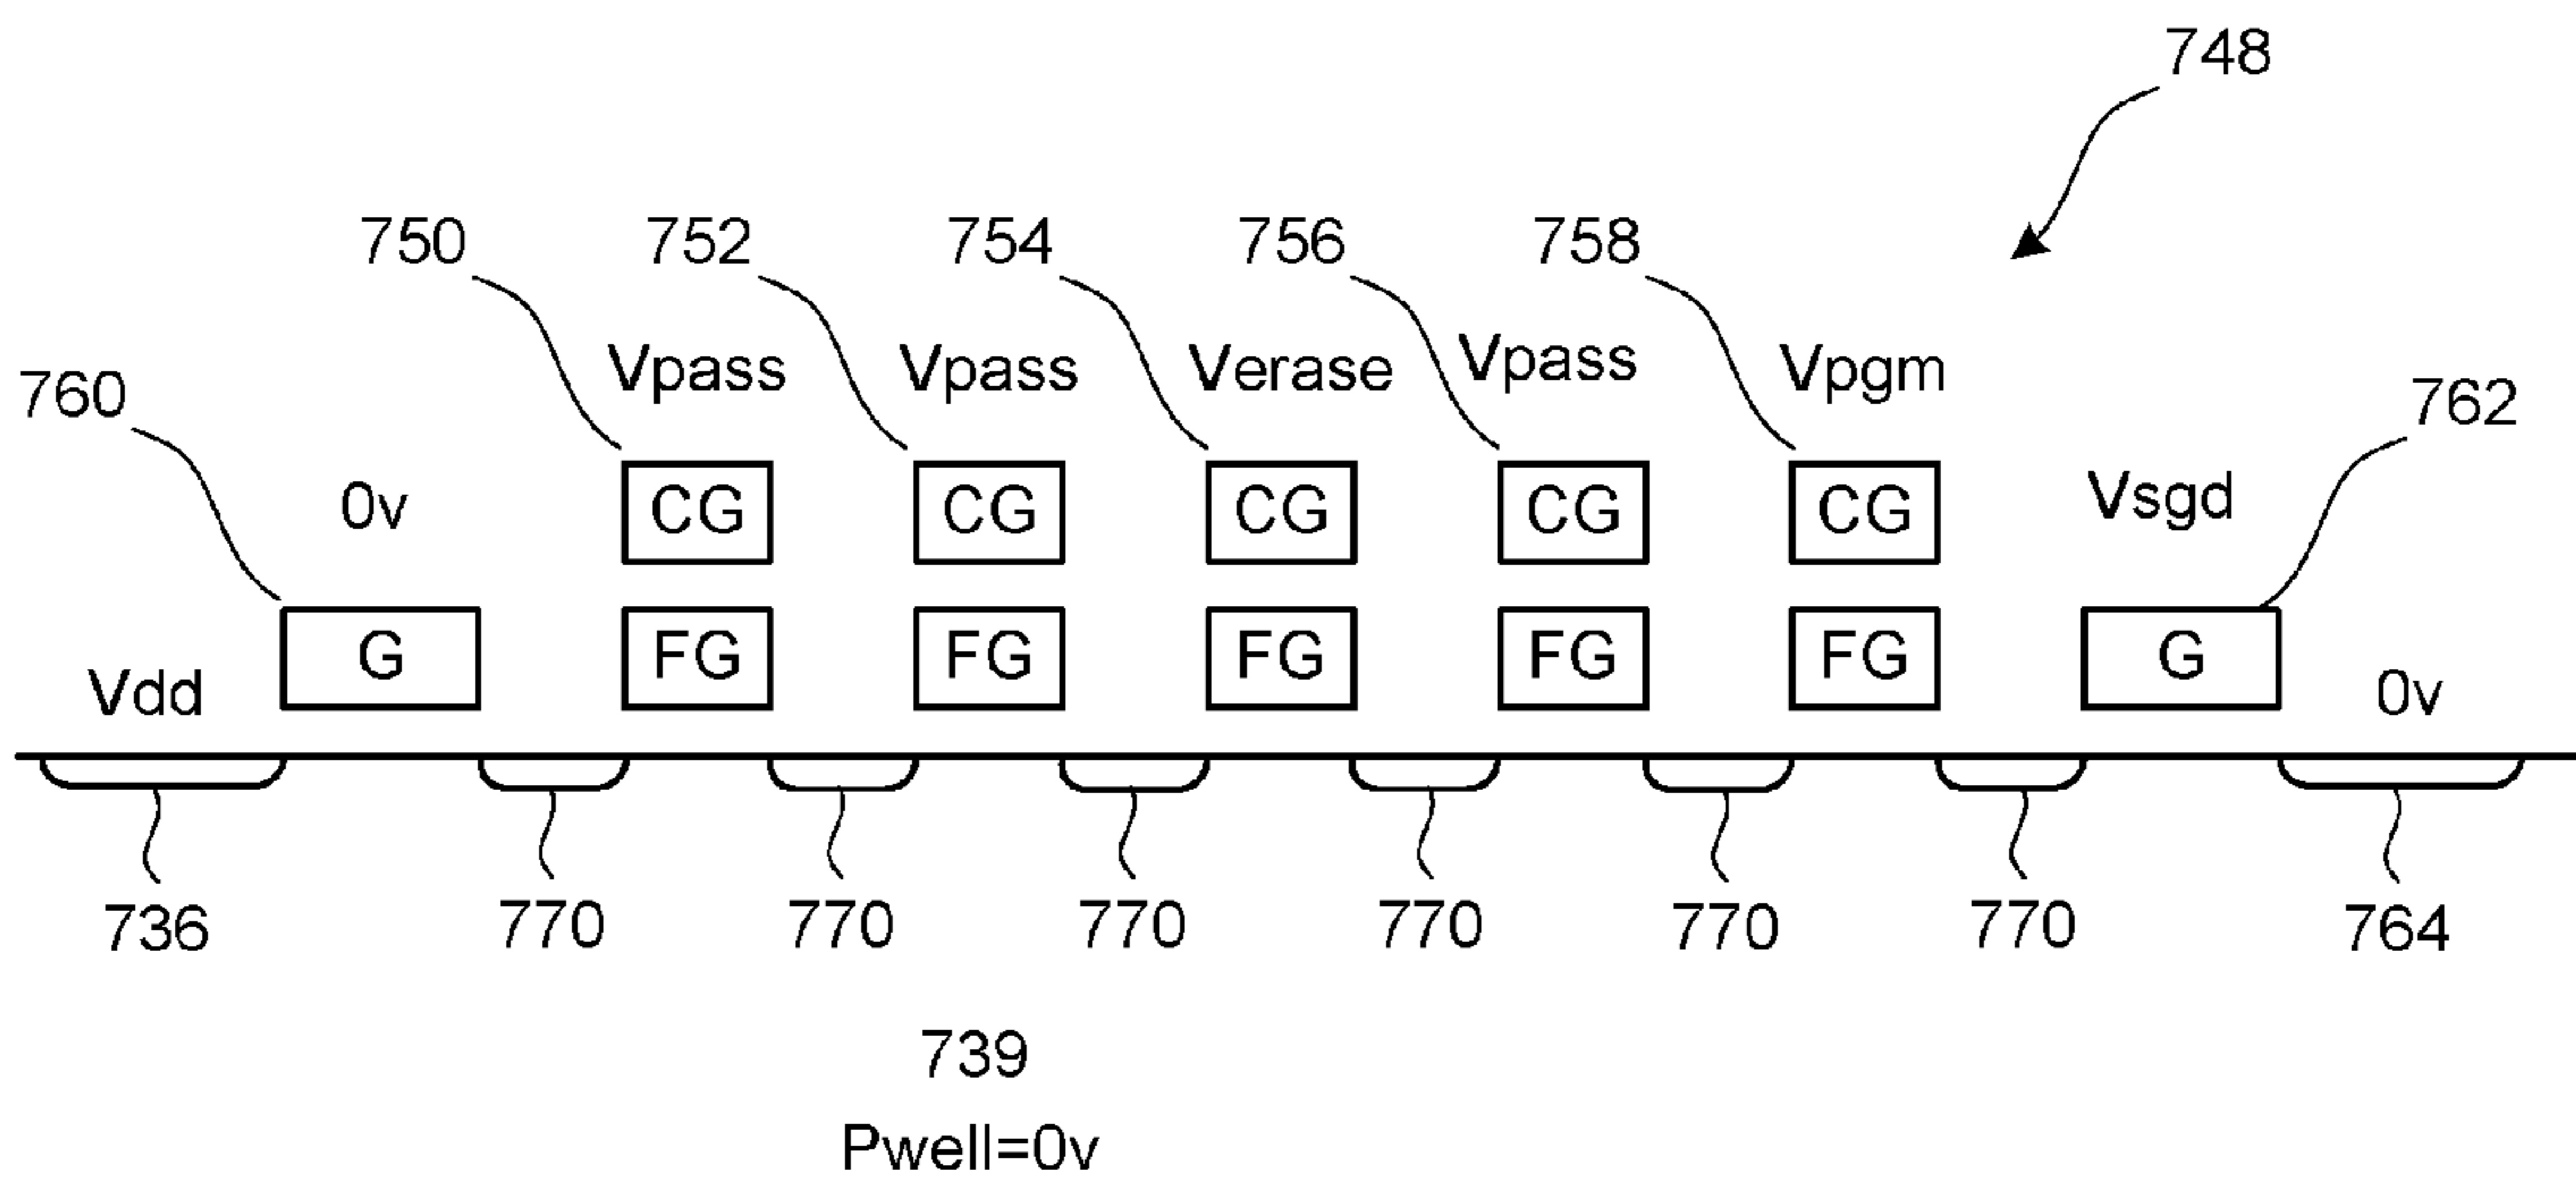 748
750 752 754 756 758
Vpass Vpass Verase Vpass Vpgm
760 762
0v CG CG CG CG CG Vsgd
G FG FG FG FG FG G
Vdd 0v
736 770 770 770 770 770 770 764
739
Pwell=0v